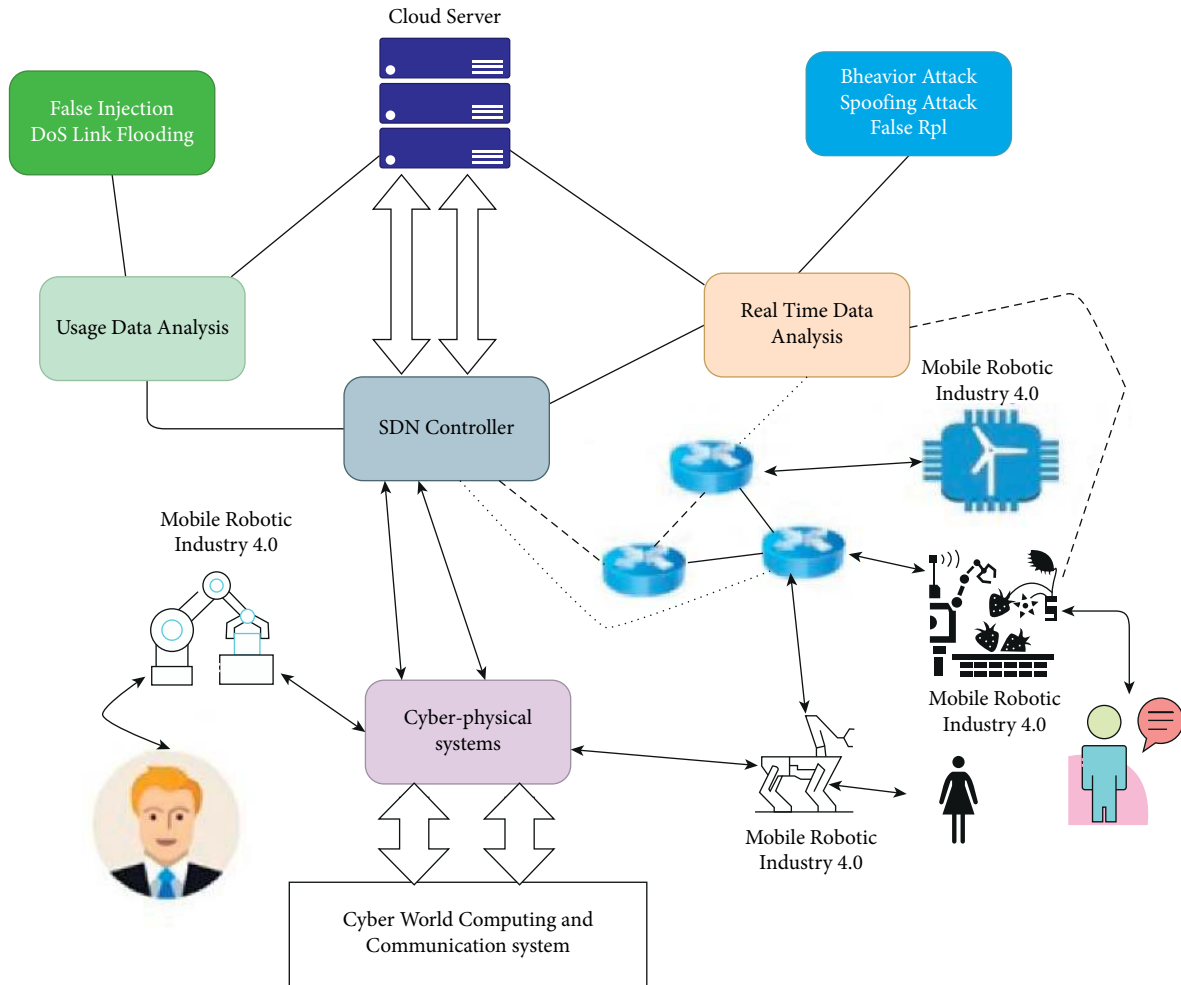 Cloud Server
False Injection
DoS Link Flooding
Bheavior Attack
Spoofing Attack
False Rpl
Usage Data Analysis
Real Time Data
Analysis
Mobile Robotic
Industry 4.0
SDN Controller
Mobile Robotic
Industry 4.0
Cyber-physical
systems
Mobile Robotic
Industry 4.0
Mobile Robotic
Industry 4.0
Cyber World Computing and
Communication system